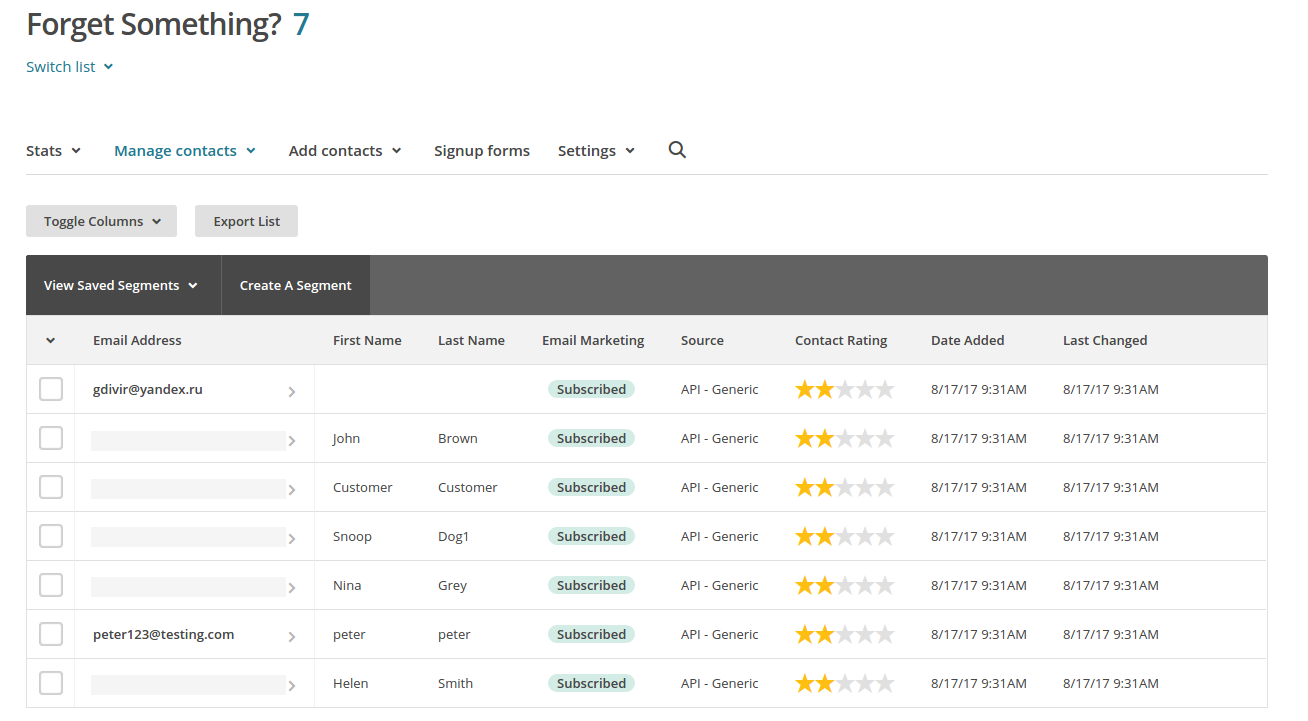 Forget Something? 7
Switch list
Stats Manage contacts Add contacts Signup forms Settings
Toggle Columns Export List
View Saved Segments Create A Segment
Email Address First Name Last Name Email Marketing Source Contact Rating Date Added Last Changed
gdivir@yandex.ru Subscribed API - Generic 8/17/17 9:31AM 8/17/17 9:31AM
John Brown Subscribed API - Generic 8/17/17 9:31AM 8/17/17 9:31AM
Customer Customer Subscribed API - Generic 8/17/17 9:31AM 8/17/17 9:31AM
Snoop Dog1 Subscribed API - Generic 8/17/17 9:31AM 8/17/17 9:31AM
Nina Grey Subscribed API - Generic 8/17/17 9:31AM 8/17/17 9:31AM
peter123@testing.com peter peter Subscribed API - Generic 8/17/17 9:31AM 8/17/17 9:31AM
Helen Smith Subscribed API - Generic 8/17/17 9:31AM 8/17/17 9:31AM